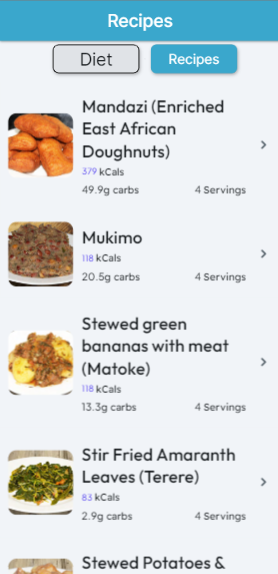 Recipes
Diet
Recipes
Mandazi (Enriched
East African
Doughnuts)
379 kCals
49.9g carbs 4 Servings
Mukimo
118 kCals
20.5g carbs 4 Servings
Stewed green
bananas with meat
(Matoke)
118 kCals
13.3g carbs 4 Servings
Stir Fried Amaranth
Leaves (Terere)
83 kCals
2.9g carbs 4 Servings
Stewed Potatoes &